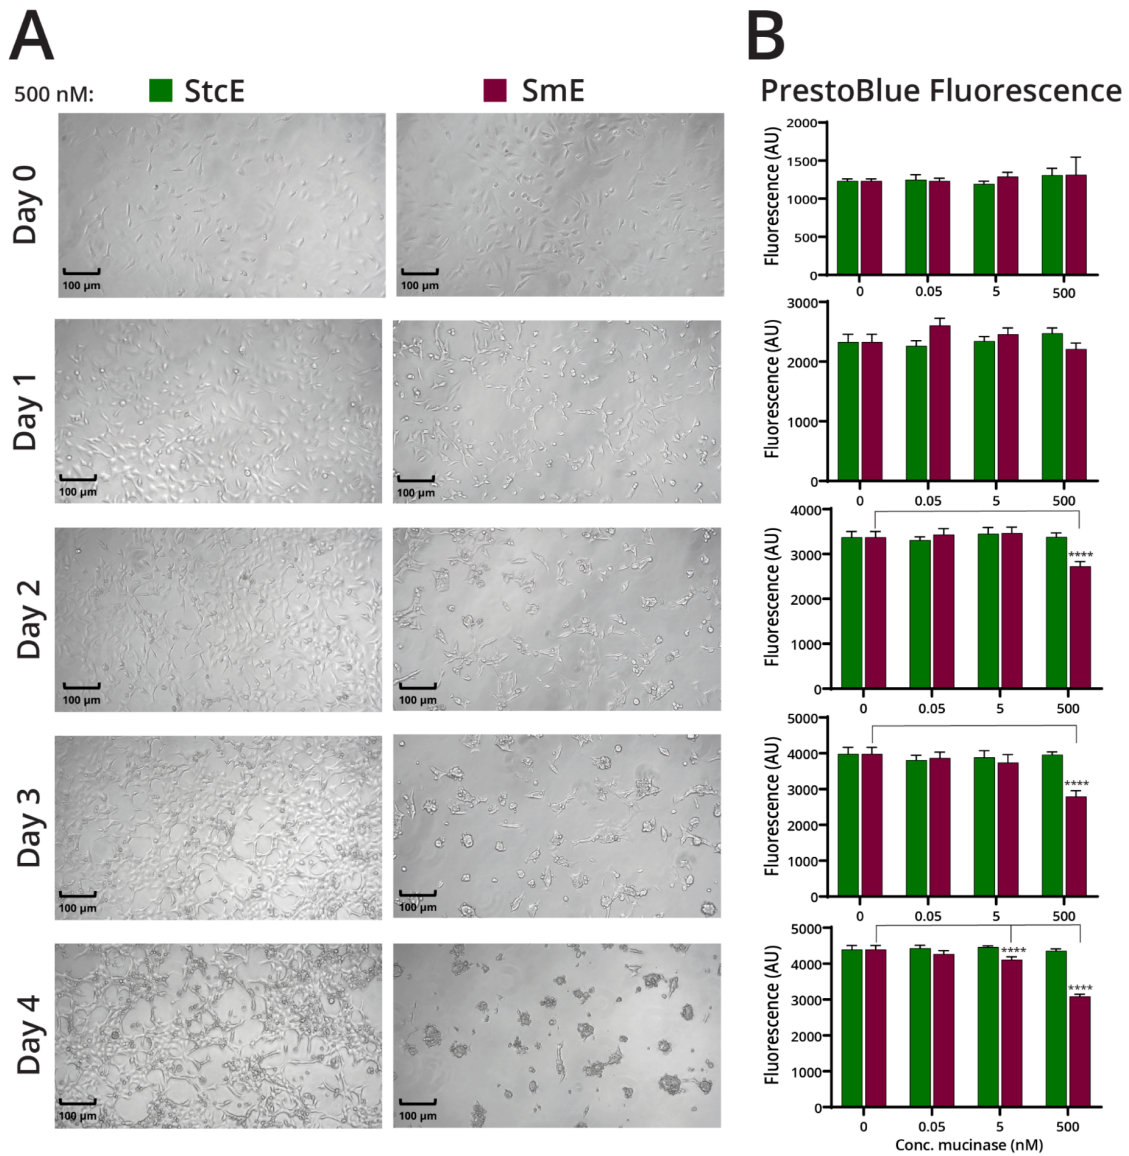 A
500 nM:
StcE
SmE
Day 0
100 μm
100 μm
Day 1
100 μm
100 μm
Day 2
100 μm
100 μm
Day 3
100 μm
100 μm
Day 4
100 μm
100 μm
B
PrestoBlue Fluorescence
Fluorescence (AU)
2000
1500
1000
500
0
0 0.05 5 500
Fluorescence (AU)
3000
2000
1000
0
0 0.05 5 500
Fluorescence (AU)
4000
3000
2000
1000
0
****
0 0.05 5 500
Fluorescence (AU)
5000
4000
3000
2000
1000
0
****
0 0.05 5 500
Fluorescence (AU)
5000
4000
3000
2000
1000
0
****
****
0 0.05 5 500
Conc. mucinase (nM)